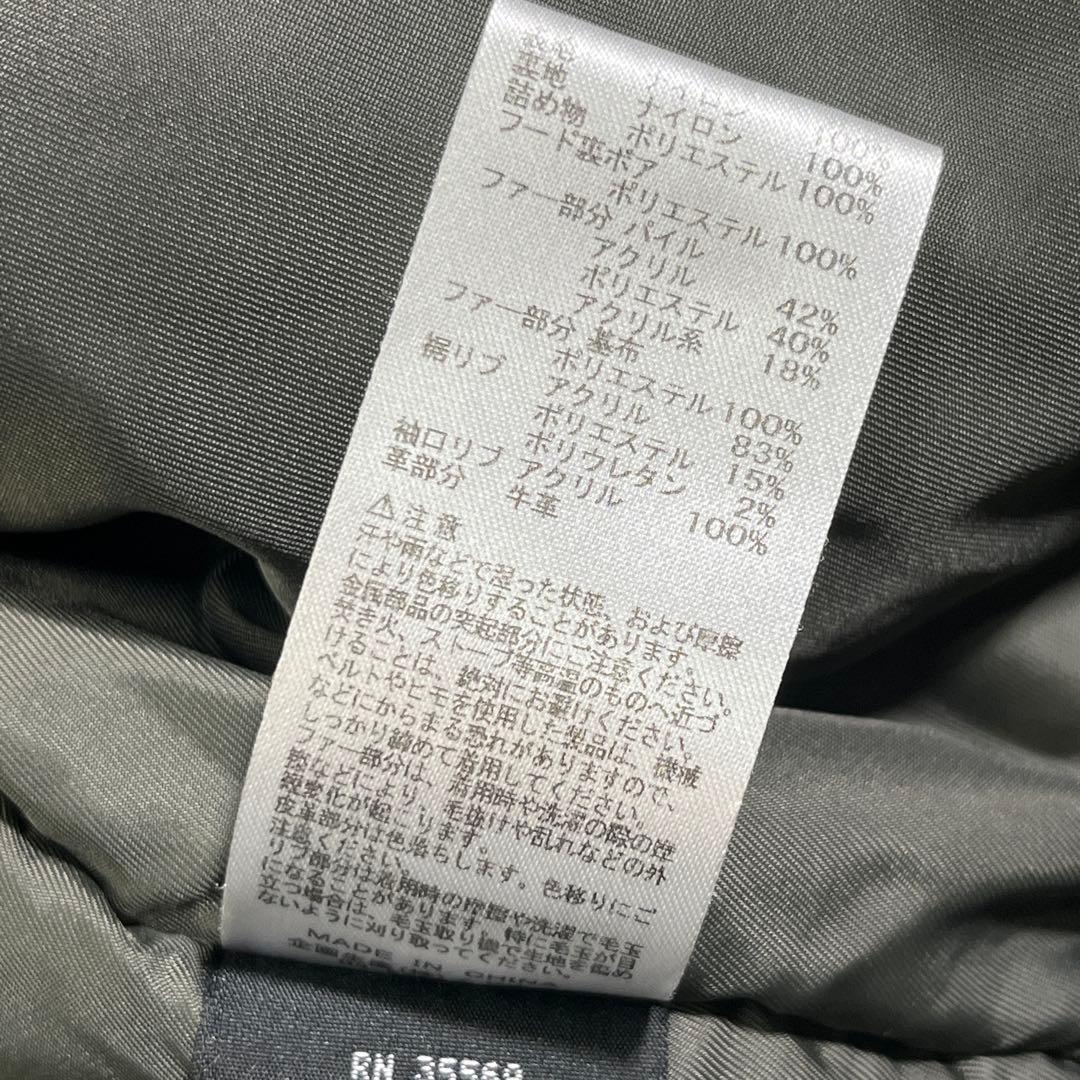 表地 ナイロン 100%
裏地 ナイロン 100%
詰め物 ポリエステル 100%
フード裏ボア
ポリエステル 100%
ファー部分 パイル
アクリル 42%
ポリエステル 40%
アクリル系 18%
ファー部分 基布
ポリエステル 100%
裾リブ アクリル 83%
ポリエステル 15%
ポリウレタン 2%
袖口リブ アクリル 100%
革部分 牛革
⚠注意
汗や雨などで湿った状態、および摩擦
により色移りすることがあります。
金属部品の突起部分にご注意ください。
炊き火、ストーブ等高温のものへ近づ
けることは、絶対にお避けください。
ベルトやヒモを使用した製品は、機械
などにからまる恐れがありますので、
しっかり締めて着用してください。
ファー部分は、着用時や洗濯の際の摩
擦などにより、毛抜けや乱れなどの外
観変化が起こります。
皮革部分は色落ちします。色移りにご
注意ください。
リブ部分は着用時の摩擦や洗濯で毛玉
になることがあります。特に毛玉が目
立つ場合は、毛玉取り機で生地を傷め
ないように刈り取ってください。
MADE IN CHINA
RN 35569